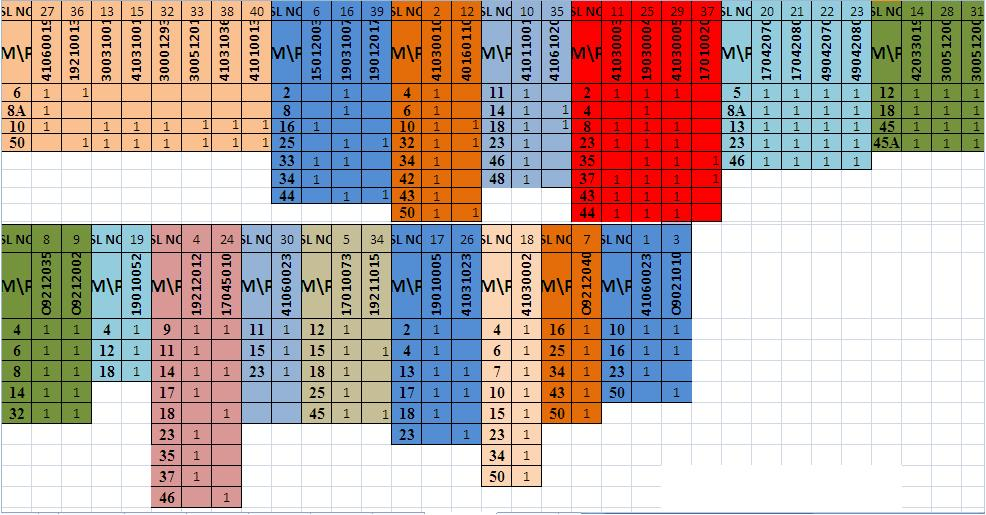 SL NO 27 36 13 15 32 33 38 40 SL NO 6 16 39 SL NO 2 12 SL NO 10 35 SL NO 11 25 29 37 SL NO 20 21 22 23 SL NO 14 28 31
M\P 41060019 19210013 30031001 41031001 30001293 30051201 41031036 41010013 M\P 15012003 19031007 19012017 M\P 41030010 40160110 M\P 41011001 41061020 M\P 41030003 49030004 41030005 17010020 M\P 17042070 17042080 49042070 49042080 M\P 42033019 30051200 30051200
6 1 1 2 1 4 1 11 1 2 1 1 1 5 1 1 1 1 12 1 1 1
8A 8 1 6 1 14 1 1 4 1 8A 1 1 1 1 18 1 1 1
10 1 1 1 1 1 1 1 16 1 10 1 1 18 1 1 8 1 1 1 13 1 1 1 1 45 1 1 1
50 1 1 1 1 1 1 1 25 1 1 32 1 1 23 1 23 1 1 1 23 1 1 1 1 45A 1 1 1
33 1 1 34 1 46 1 35 1 1 1 46 1 1 1 1
34 1 42 1 48 1 37 1 1 1 1
44 1 1 43 1 43 1 1 1
50 1 1 44 1 1 1
SL NO 8 9 SL NO 19 SL NO 4 24 SL NO 30 SL NO 5 34 SL NO 17 26 SL NO 18 SL NO 7 SL NO 1 3
M\P O9212035 O9212002 M\P 19010052 M\P 19212012 17045010 M\P 41060023 M\P 17010073 19211015 M\P 19010005 41031023 M\P 41030002 M\P O9212040 M\P 41060023 O9021010
4 1 1 4 1 9 1 11 1 12 1 2 1 4 1 16 1 10 1
6 1 1 12 1 11 1 15 1 15 1 1 4 1 6 1 25 1 16 1 1
8 1 1 18 1 14 1 1 23 1 18 1 13 1 1 7 1 34 1 23 1
14 1 1 17 1 25 1 17 1 1 10 1 43 1 50 1 1
32 1 1 18 1 45 1 1 18 1 15 1 50 1
23 1 23 1 23 1
35 1 34 1
37 1 50 1
46 1